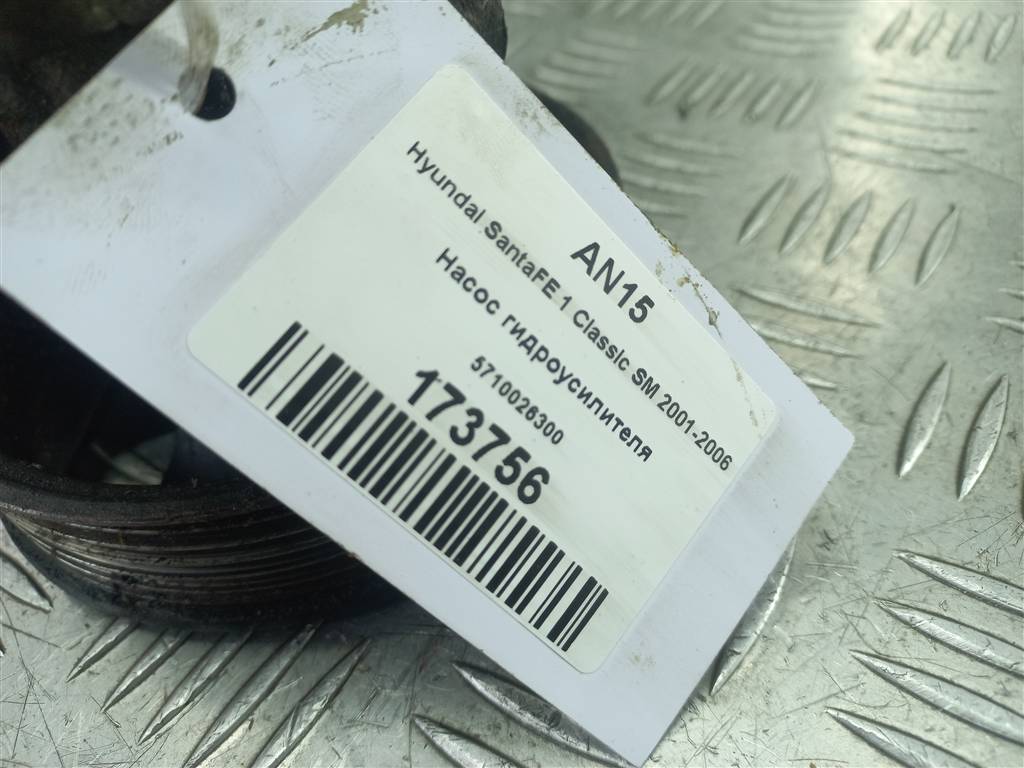 AN15
Hyundai SantaFE 1 Classic SM 2001-2006
Насос гидроусилителя
5710026300
173756